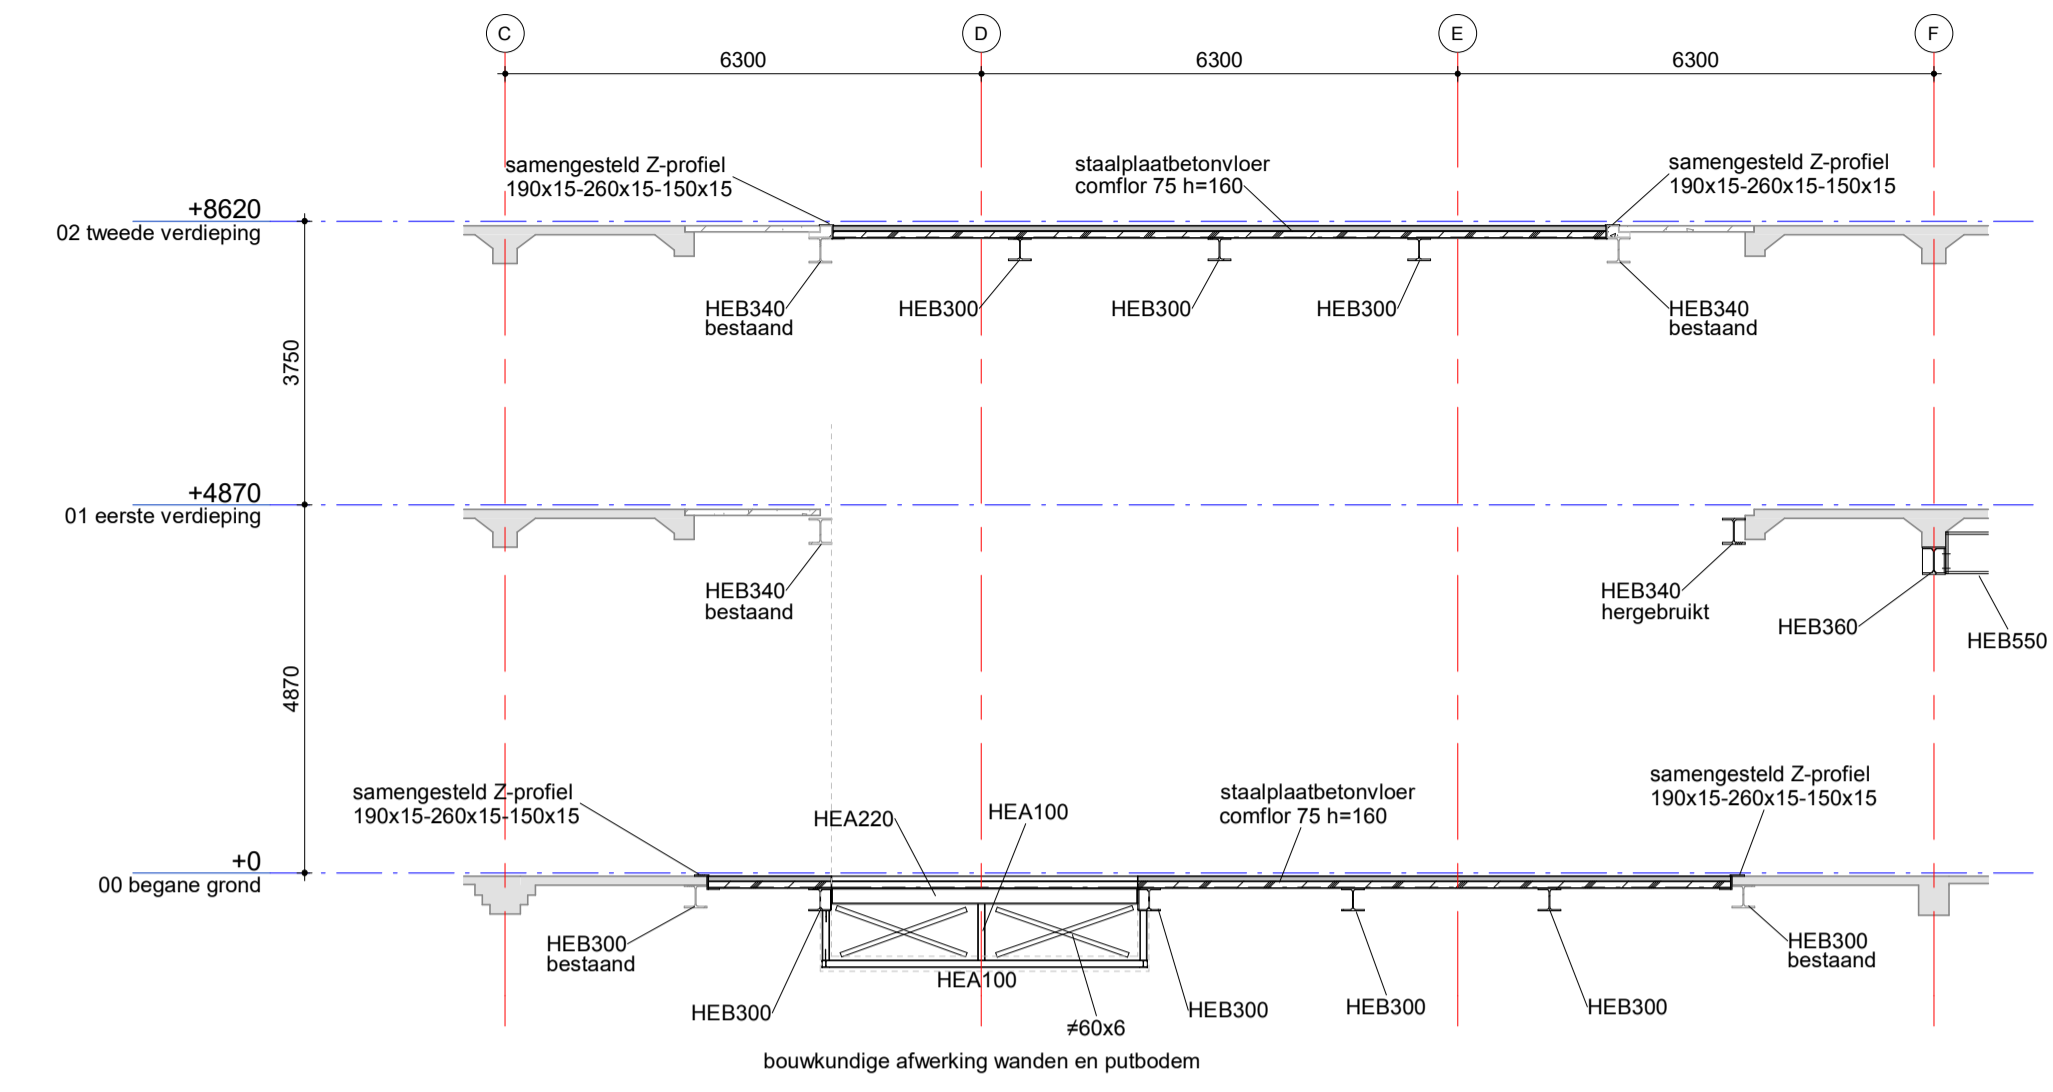 C
D
E
F
6300
6300
6300
samengesteld Z-profiel
190x15-260x15-150x15
staalplaatbetonvloer
comflor 75 h=160
samengesteld Z-profiel
190x15-260x15-150x15
+8620
02 tweede verdieping
HEB340
bestaand
HEB300
HEB300
HEB300
HEB340
bestaand
3750
+4870
01 eerste verdieping
HEB340
bestaand
HEB340
hergebruikt
HEB360
HEB550
4870
samengesteld Z-profiel
190x15-260x15-150x15
HEA220
HEA100
staalplaatbetonvloer
comflor 75 h=160
samengesteld Z-profiel
190x15-260x15-150x15
+0
00 begane grond
HEB300
bestaand
HEB300
HEA100
≠60x6
HEB300
HEB300
HEB300
HEB300
bestaand
bouwkundige afwerking wanden en putbodem